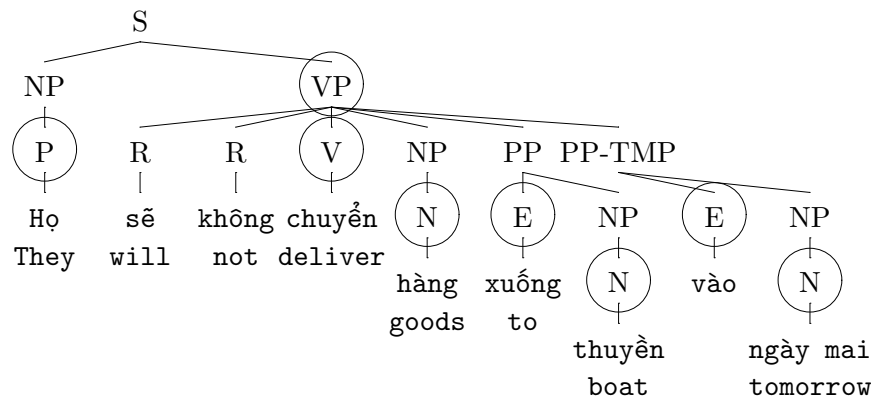 S
NP VP
P R R V NP PP PP-TMP
Họ sẽ không chuyển N E NP E NP
They will not deliver
hàng xuống N vào N
goods to
thuyền ngày mai
boat tomorrow